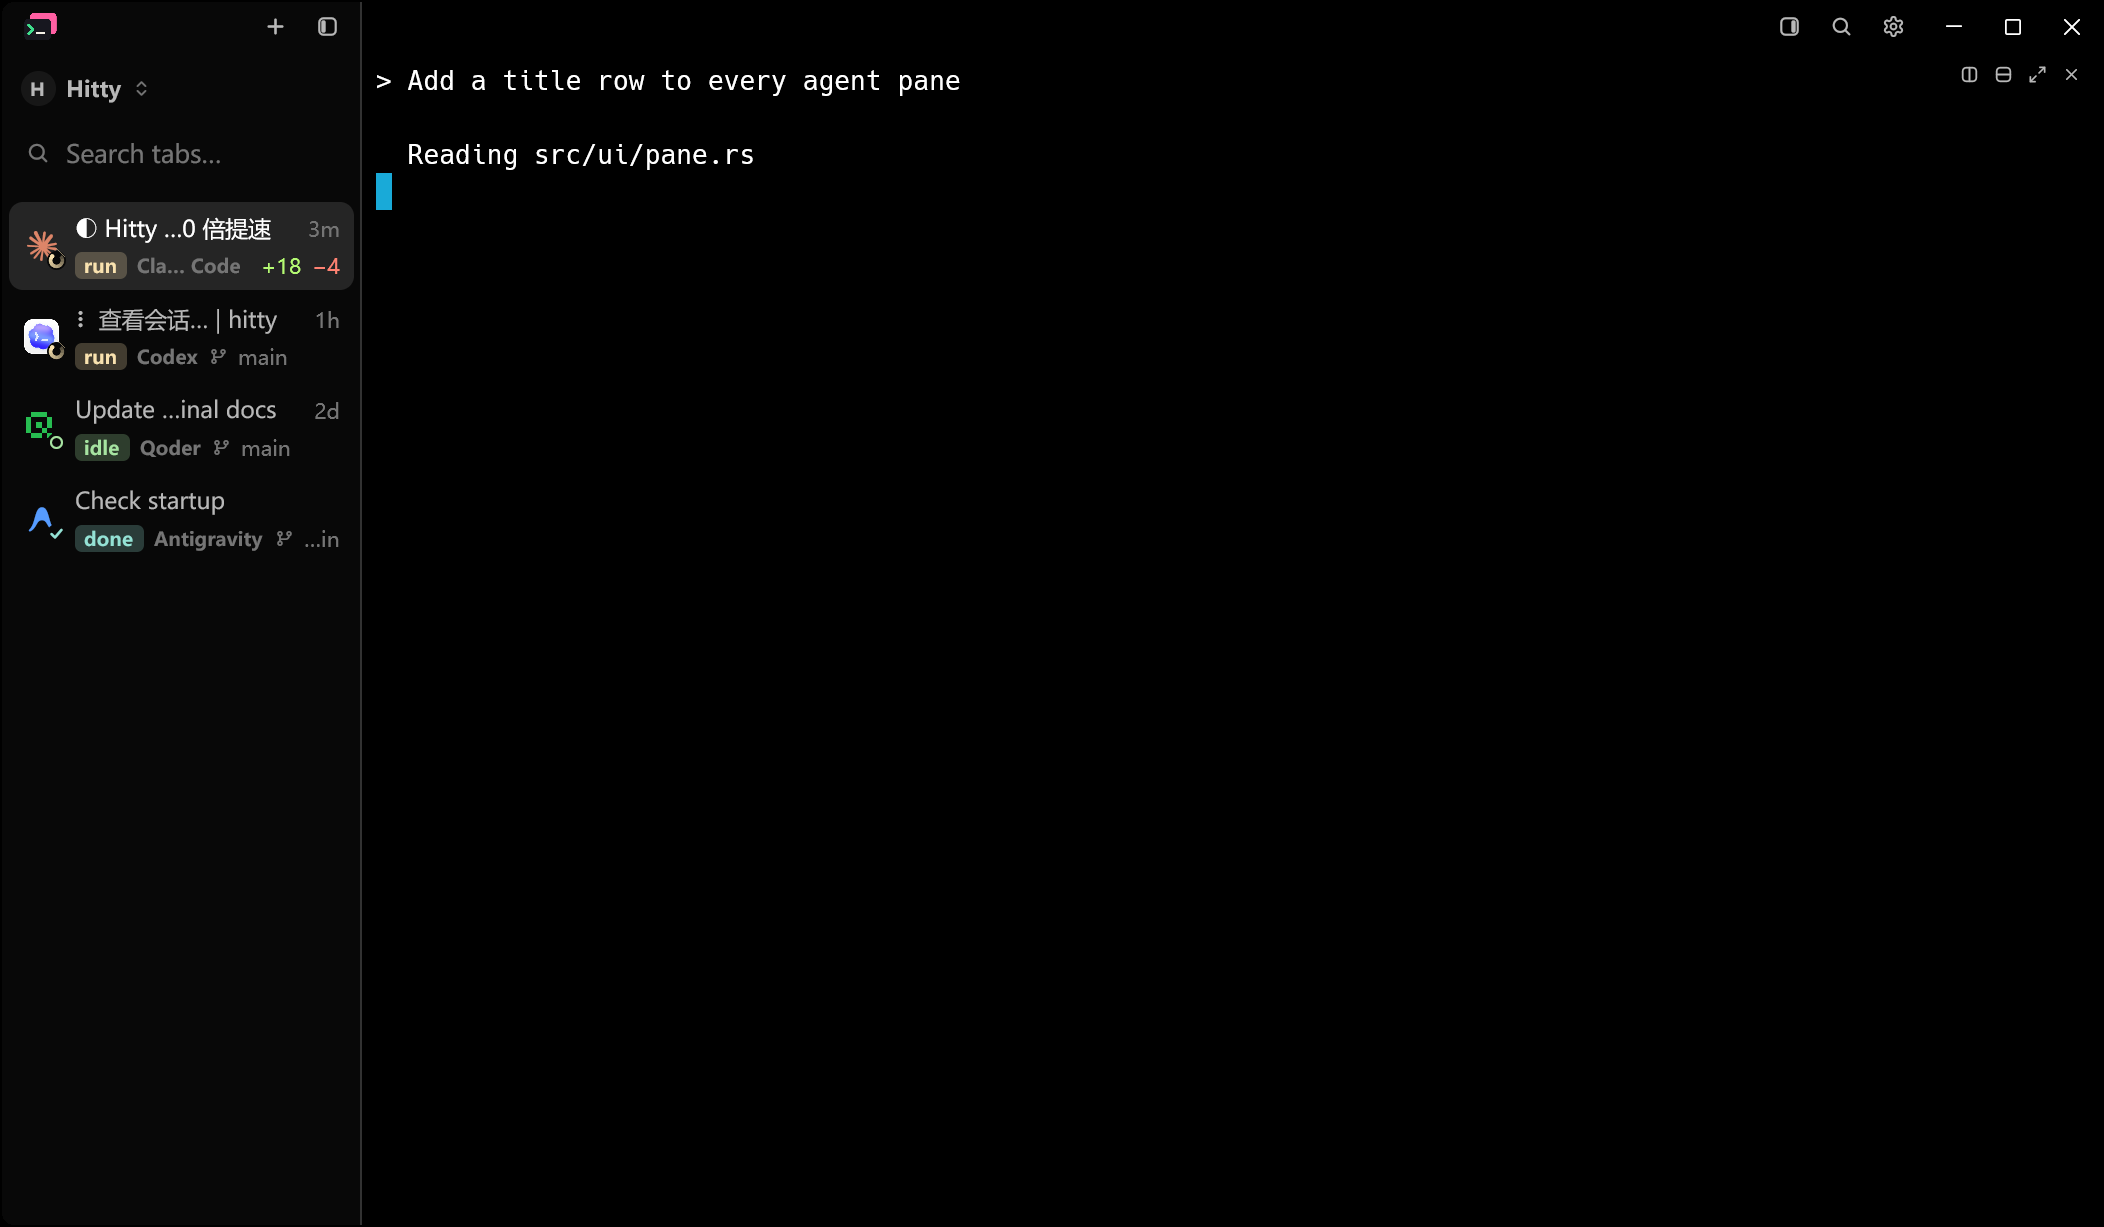 H Hitty
Search tabs...
Hitty ...0 倍提速 3m
run Cla... Code +18 −4
⋮ 查看会话... | hitty 1h
run Codex main
Update ...inal docs 2d
idle Qoder main
Check startup
done Antigravity ...in
> Add a title row to every agent pane
Reading src/ui/pane.rs